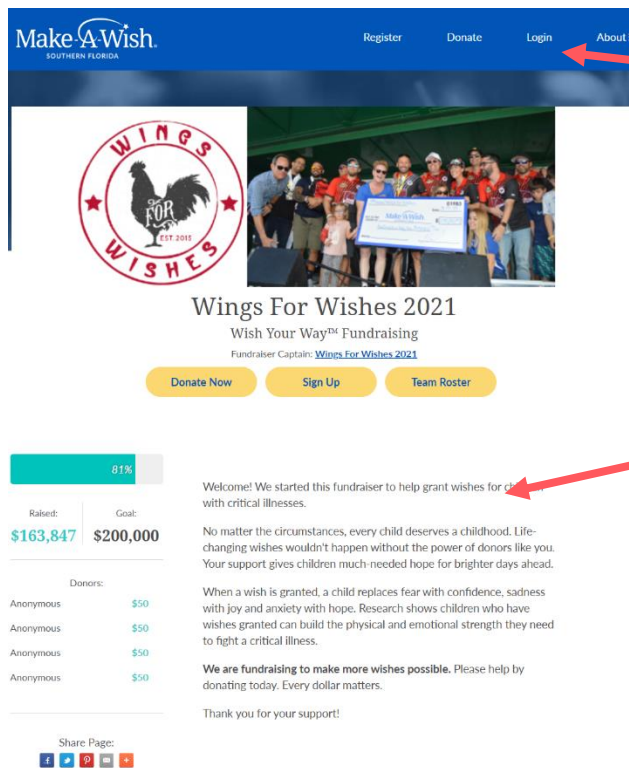 Make-A-Wish.
SOUTHERN FLORIDA
Register Donate Login About
WINGS
FOR
EST. 2015
WISHES
Make-A-Wish
Wings For Wishes 2021
Wish Your Way™ Fundraising
Fundraiser Captain: Wings For Wishes 2021
Donate Now Sign Up Team Roster
81%
Raised: Goal:
$163,847 $200,000
Donors:
Anonymous $50
Anonymous $50
Anonymous $50
Anonymous $50
Share Page:
Welcome! We started this fundraiser to help grant wishes for
with critical illnesses.
No matter the circumstances, every child deserves a childhood. Life-
changing wishes wouldn't happen without the power of donors like you.
Your support gives children much-needed hope for brighter days ahead.
When a wish is granted, a child replaces fear with confidence, sadness
with joy and anxiety with hope. Research shows children who have
wishes granted can build the physical and emotional strength they need
to fight a critical illness.
We are fundraising to make more wishes possible. Please help by
donating today. Every dollar matters.
Thank you for your support!